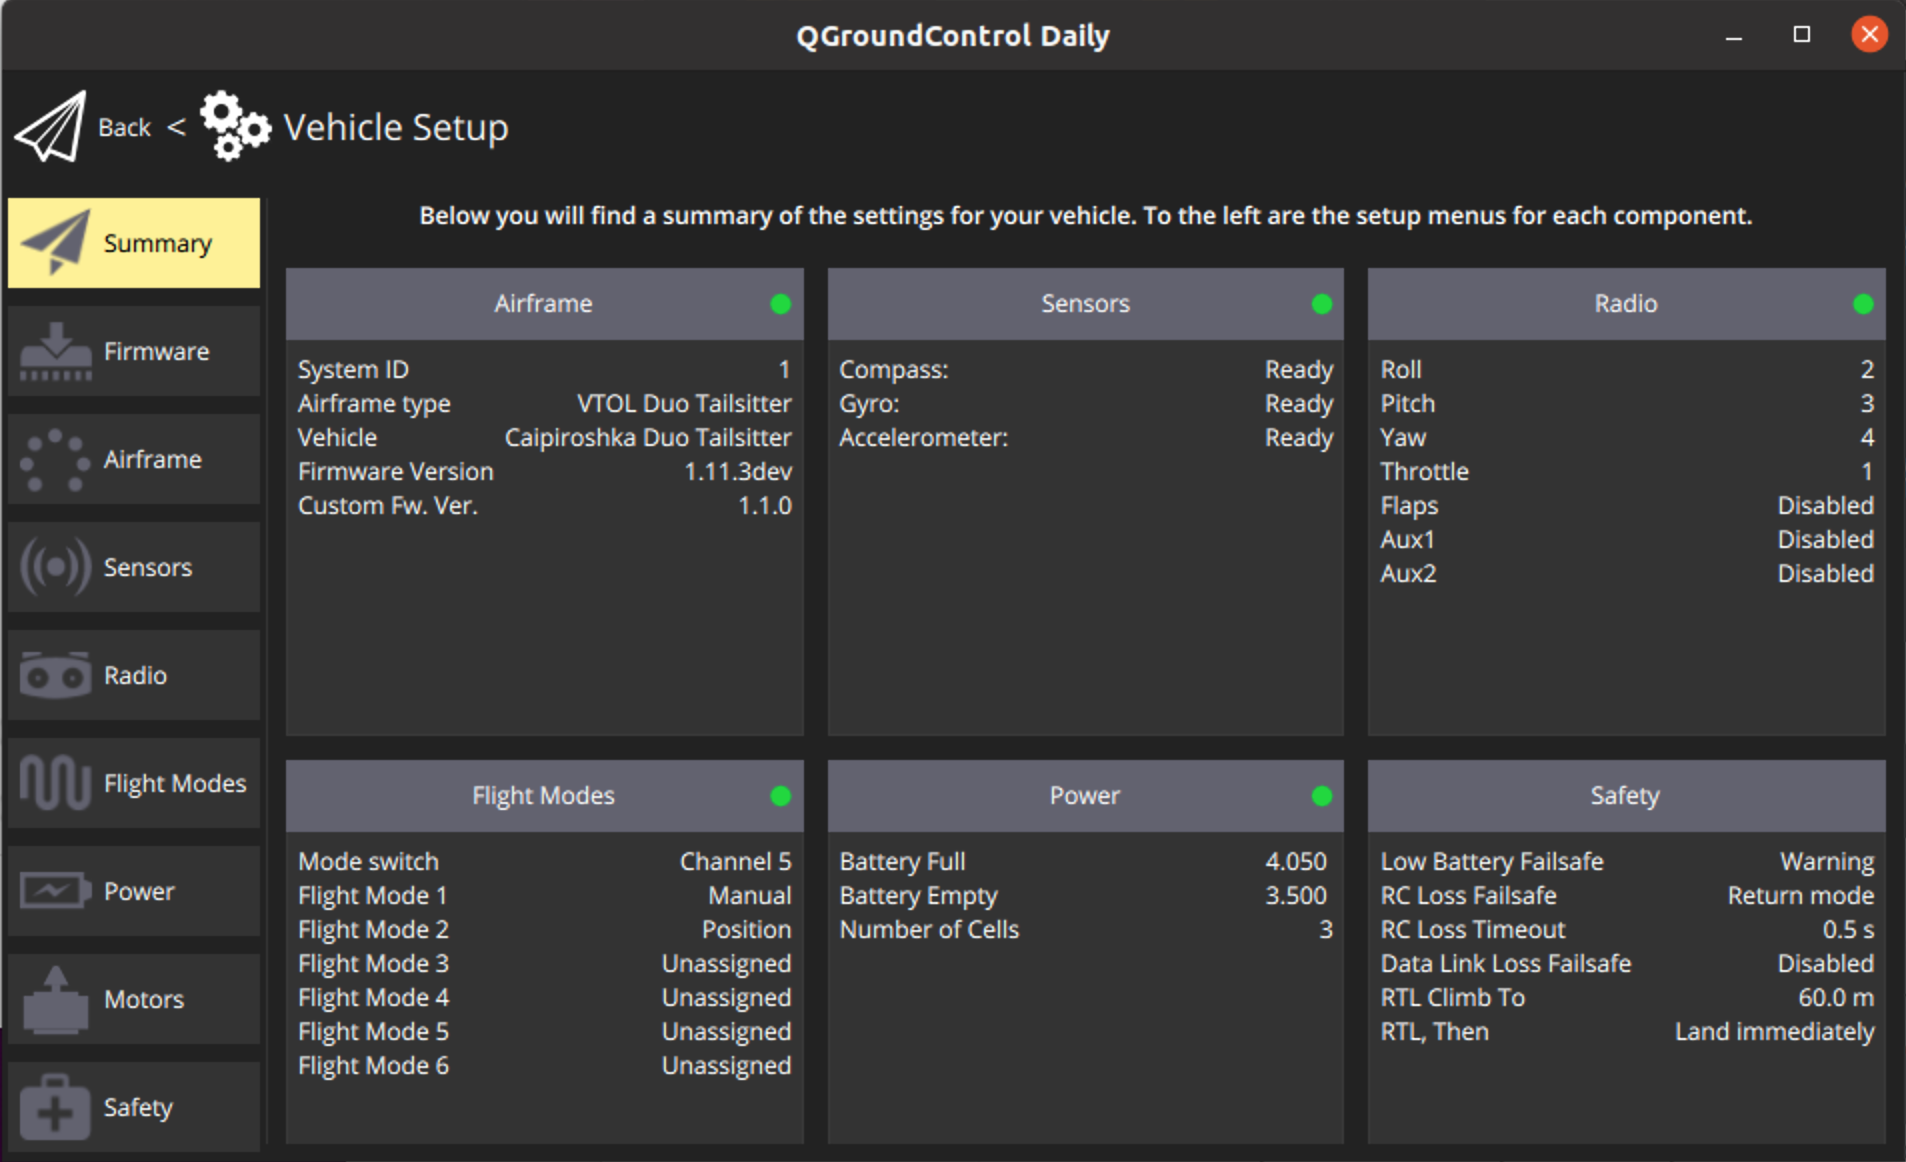 QGroundControl Daily
Back < Vehicle Setup
Summary
Firmware
Airframe
Sensors
Radio
Flight Modes
Power
Motors
Safety
Below you will find a summary of the settings for your vehicle. To the left are the setup menus for each component.
Airframe
System ID 1
Airframe type VTOL Duo Tailsitter
Vehicle Caipiroshka Duo Tailsitter
Firmware Version 1.11.3dev
Custom Fw. Ver. 1.1.0
Sensors
Compass: Ready
Gyro: Ready
Accelerometer: Ready
Radio
Roll 2
Pitch 3
Yaw 4
Throttle 1
Flaps Disabled
Aux1 Disabled
Aux2 Disabled
Flight Modes
Mode switch Channel 5
Flight Mode 1 Manual
Flight Mode 2 Position
Flight Mode 3 Unassigned
Flight Mode 4 Unassigned
Flight Mode 5 Unassigned
Flight Mode 6 Unassigned
Power
Battery Full 4.050
Battery Empty 3.500
Number of Cells 3
Safety
Low Battery Failsafe Warning
RC Loss Failsafe Return mode
RC Loss Timeout 0.5 s
Data Link Loss Failsafe Disabled
RTL Climb To 60.0 m
RTL, Then Land immediately